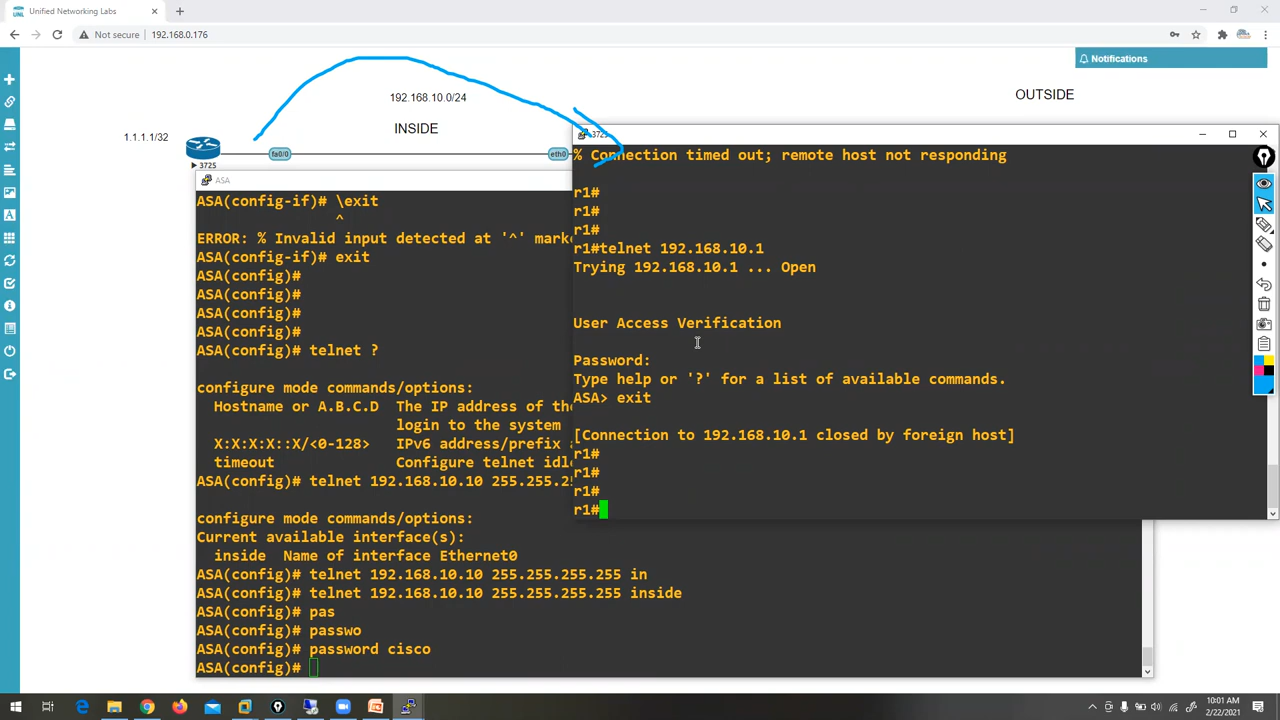 Unified Networking Labs
Not secure
192.168.0.176
Notifications
192.168.10.0/24
OUTSIDE
INSIDE
1.1.1.1/32
fa0/0
eth0
3725
ASA
ASA(config-if)# \exit
^
ERROR: % Invalid input detected at '^' marke
ASA(config-if)# exit
ASA(config)#
ASA(config)#
ASA(config)#
ASA(config)#
ASA(config)# telnet ?
configure mode commands/options:
Hostname or A.B.C.D  The IP address of the
login to the system
X:X:X:X::X/<0-128>  IPv6 address/prefix a
timeout  Configure telnet idle
ASA(config)# telnet 192.168.10.10 255.255.25
configure mode commands/options:
Current available interface(s):
inside  Name of interface Ethernet0
ASA(config)# telnet 192.168.10.10 255.255.255.255 in
ASA(config)# telnet 192.168.10.10 255.255.255.255 inside
ASA(config)# pas
ASA(config)# passwo
ASA(config)# password cisco
ASA(config)#
3725
% Connection timed out; remote host not responding
r1#
r1#
r1#
r1#telnet 192.168.10.1
Trying 192.168.10.1 ... Open
User Access Verification
Password:
Type help or '?' for a list of available commands.
ASA> exit
[Connection to 192.168.10.1 closed by foreign host]
r1#
r1#
r1#
r1#
10:01 AM
2/22/2021